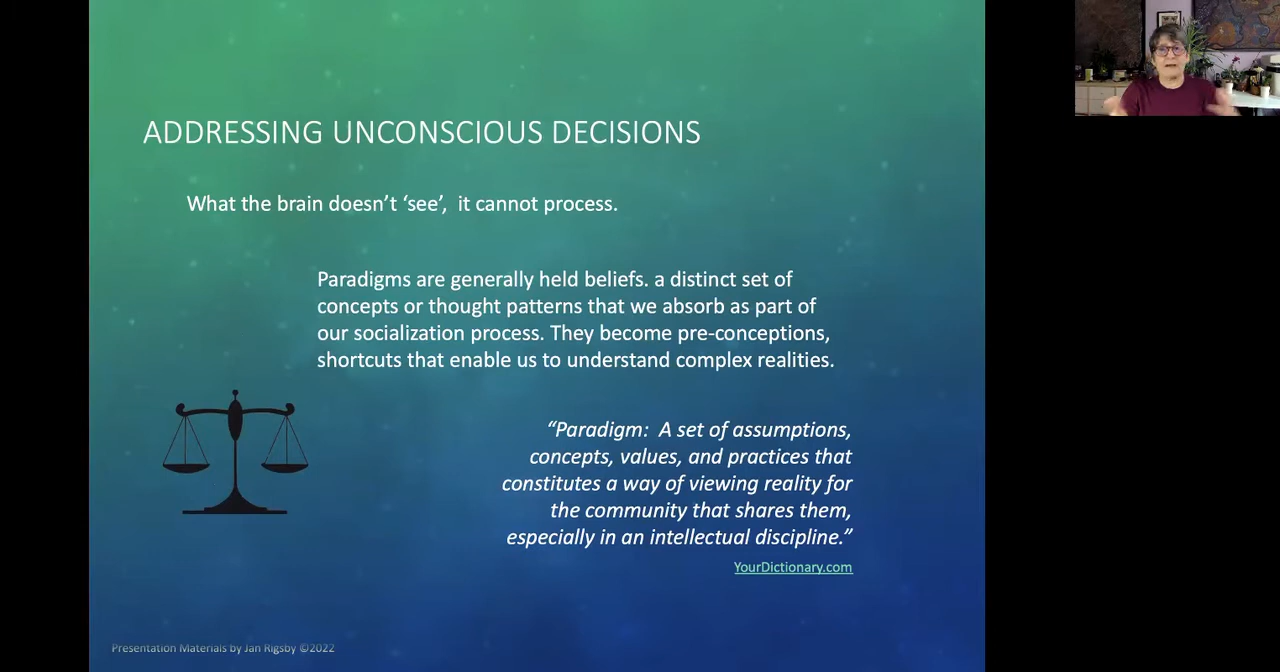 ADDRESSING UNCONSCIOUS DECISIONS
What the brain doesn’t ‘see’,  it cannot process.
Paradigms are generally held beliefs. a distinct set of
concepts or thought patterns that we absorb as part of
our socialization process. They become pre-conceptions,
shortcuts that enable us to understand complex realities.
“Paradigm:  A set of assumptions,
concepts, values, and practices that
constitutes a way of viewing reality for
the community that shares them,
especially in an intellectual discipline.”
YourDictionary.com
Presentation Materials by Jan Rigsby ©2022